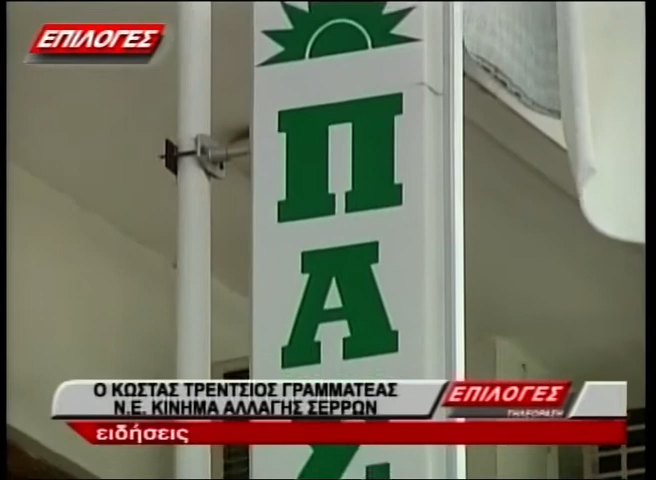 ΕΠΙΛΟΓΕΣ
Π
Α
Σ
Ο ΚΩΣΤΑΣ ΤΡΕΝΤΣΙΟΣ ΓΡΑΜΜΑΤΕΑΣ
Ν.Ε. ΚΙΝΗΜΑ ΑΛΛΑΓΗΣ ΣΕΡΡΩΝ
ΕΠΙΛΟΓΕΣ
ΤΗΛΕΟΡΑΣΗ
ειδήσεις